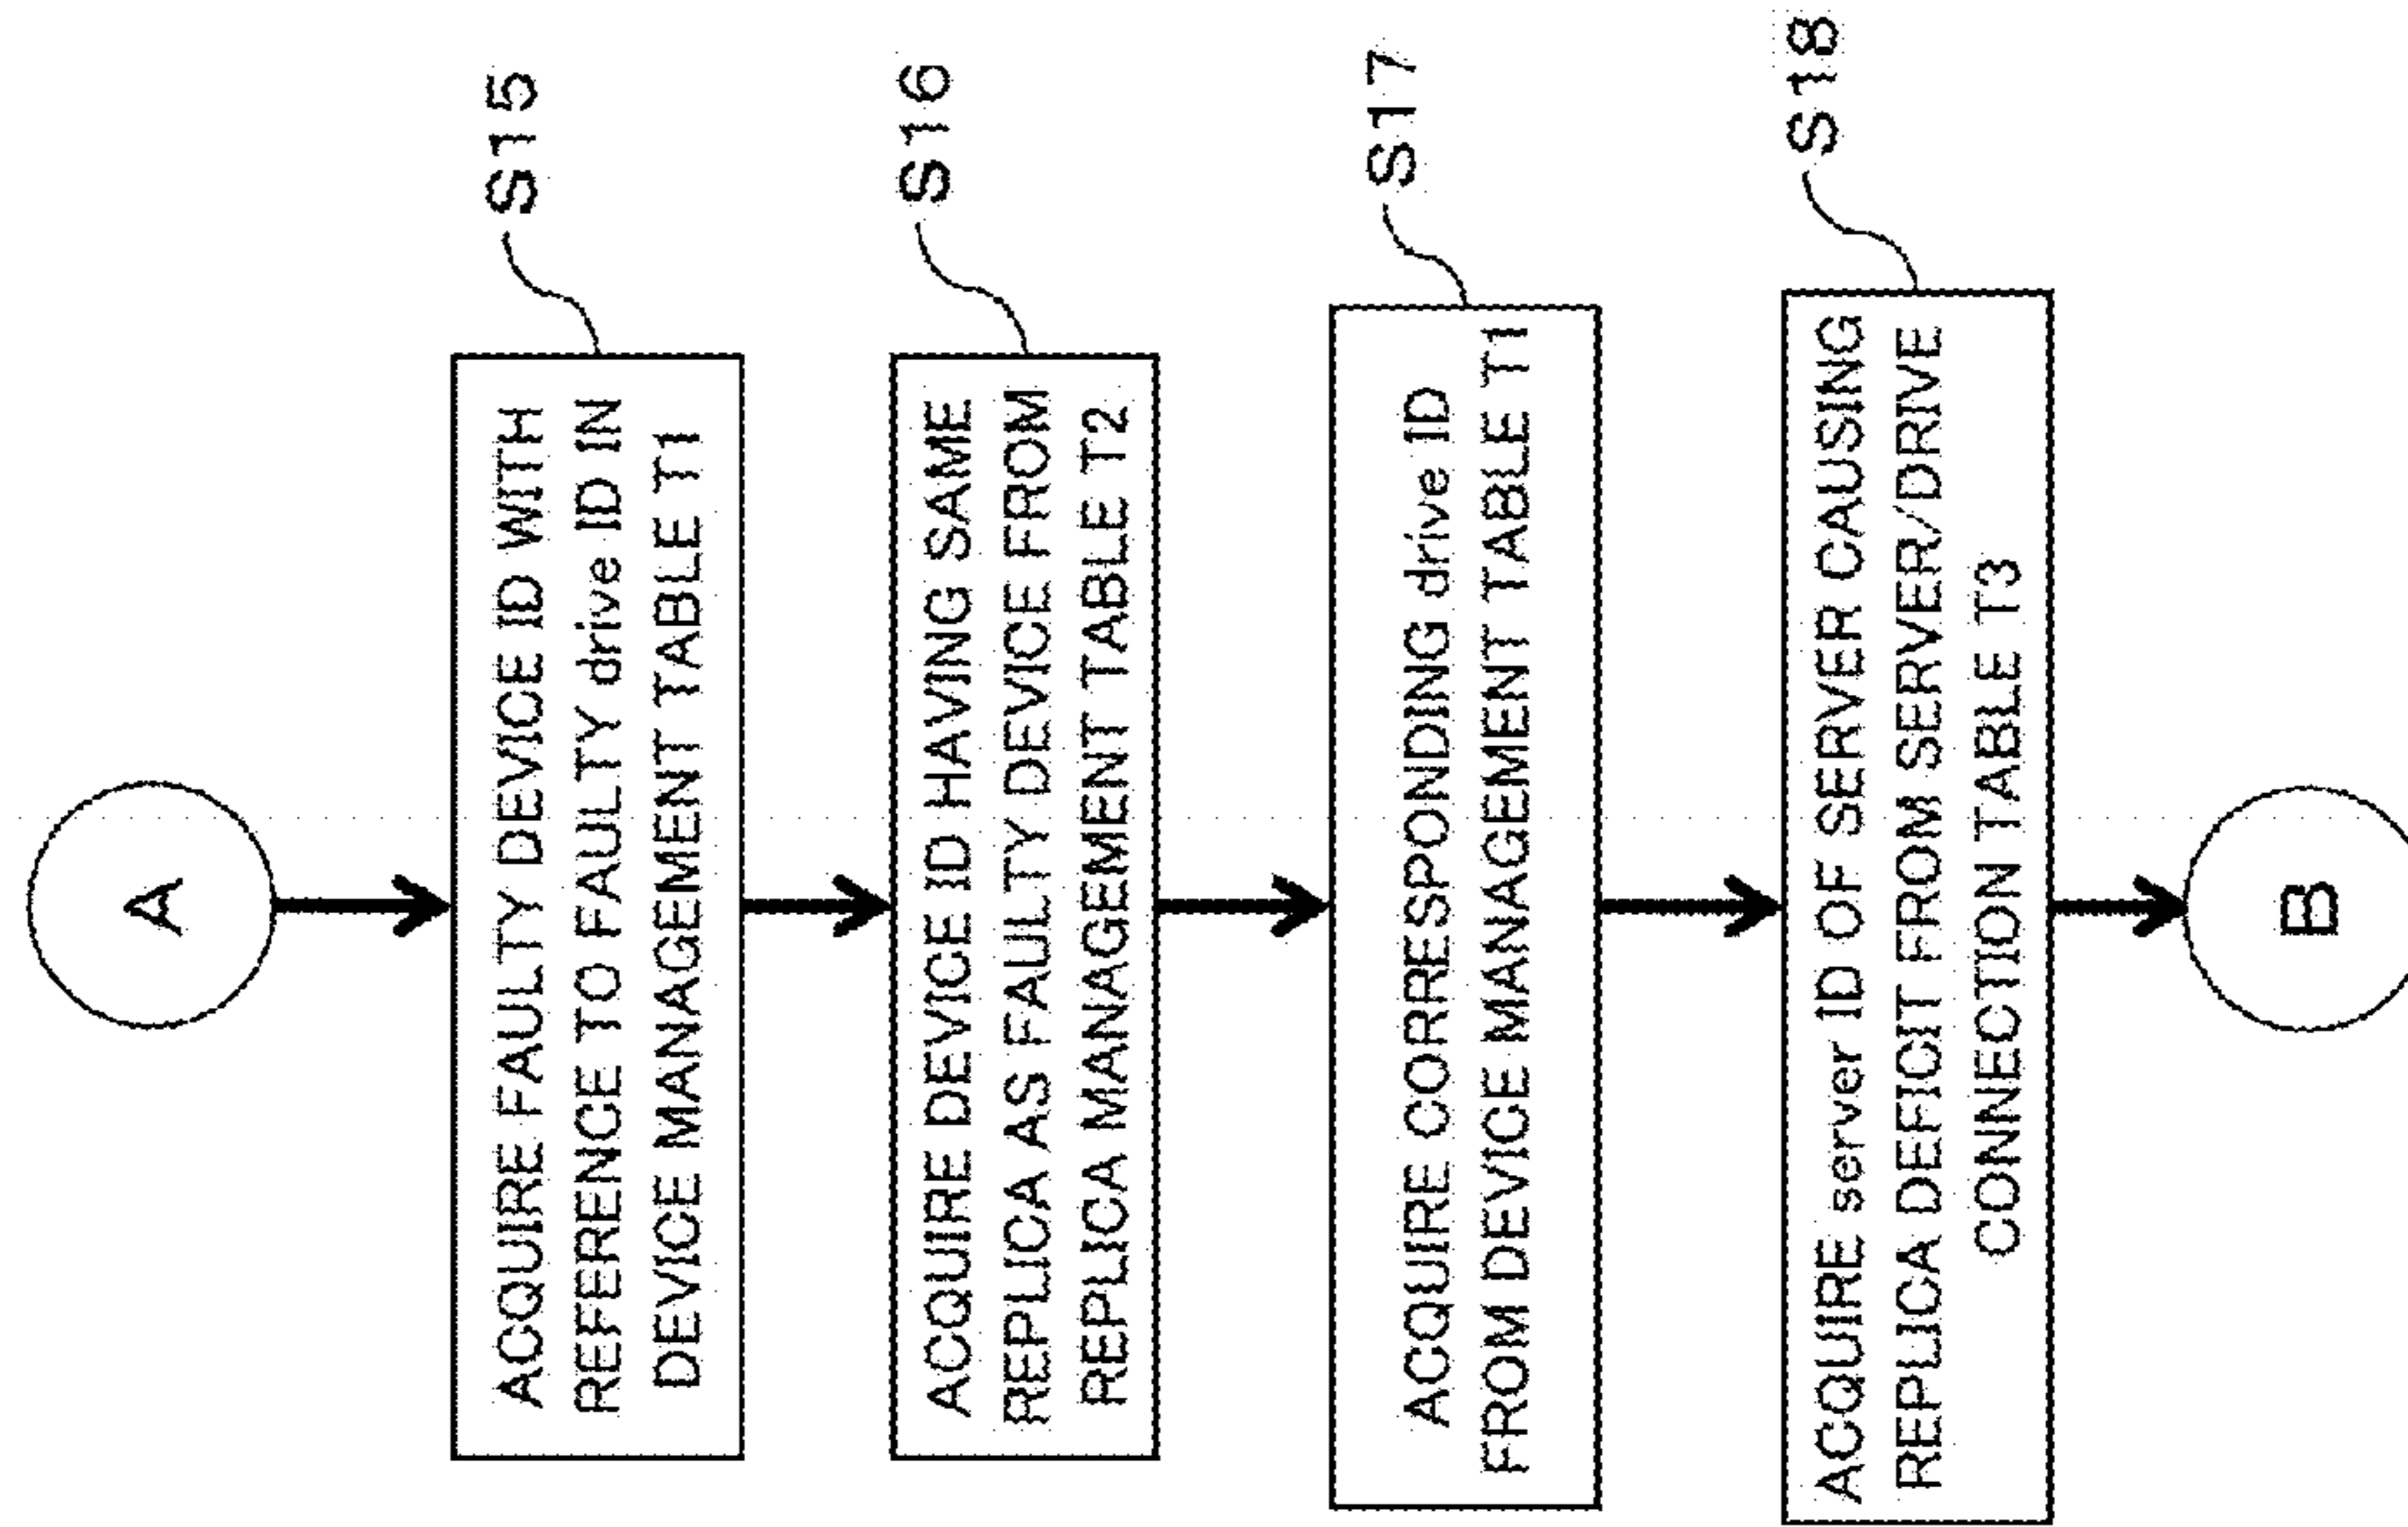 A
S15
ACQUIRE FAULTY DEVICE ID WITH
REFERENCE TO FAULTY drive ID IN
DEVICE MANAGEMENT TABLE T1
S16
ACQUIRE DEVICE ID HAVING SAME
REPLICA AS FAULTY DEVICE FROM
REPLICA MANAGEMENT TABLE T2
S17
ACQUIRE CORRESPONDING drive ID
FROM DEVICE MANAGEMENT TABLE T1
S18
ACQUIRE server ID OF SERVER CAUSING
REPLICA DEFICIT FROM SERVER/DRIVE
CONNECTION TABLE T3
B